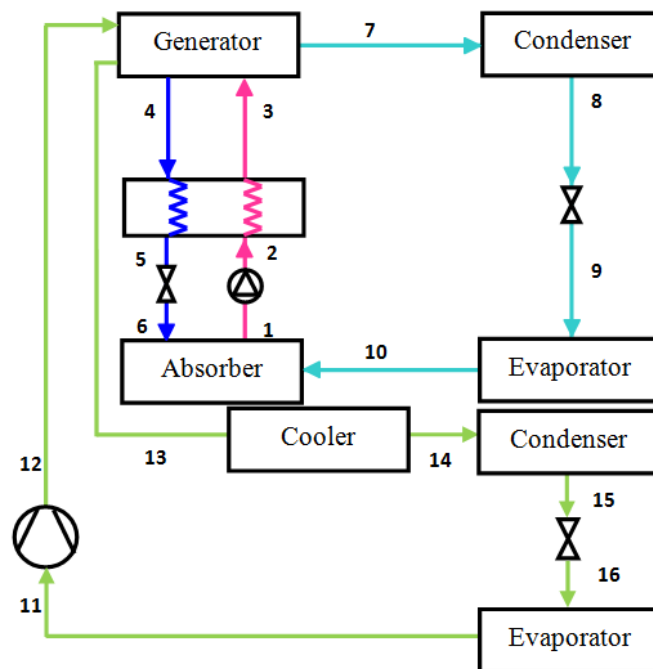 Generator
7
Condenser
4
3
8
5
2
9
6
1
10
Absorber
Evaporator
Cooler
Condenser
12
13
14
15
16
11
Evaporator